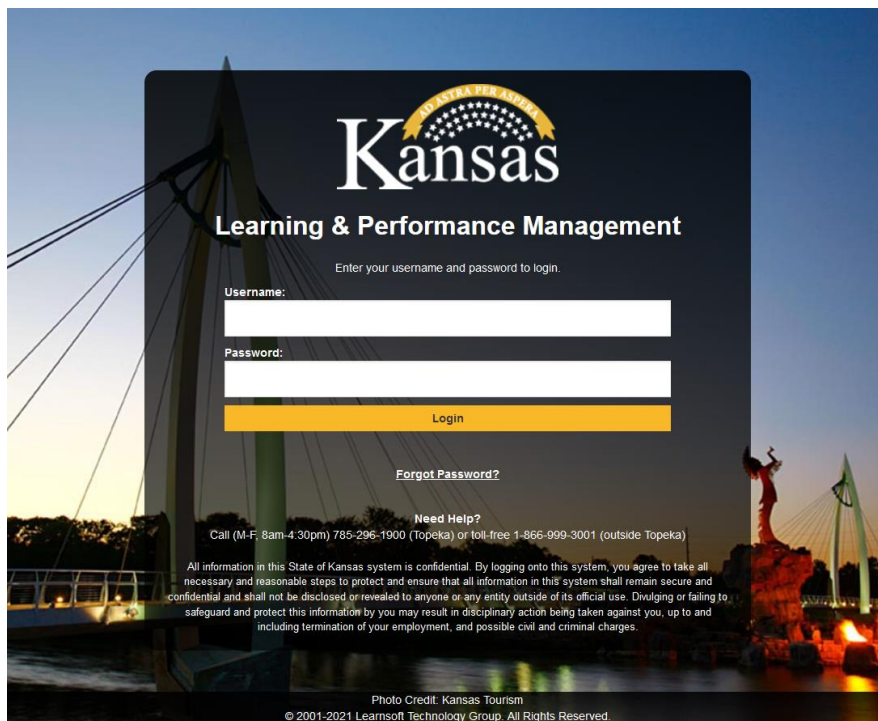 AD ASTRA PER ASPERA
Kansas
Learning & Performance Management
Enter your username and password to login.
Username:
Password:
Login
Forgot Password?
Need Help?
Call (M-F, 8am-4:30pm) 785-296-1900 (Topeka) or toll-free 1-866-999-3001 (outside Topeka)
All information in this State of Kansas system is confidential. By logging onto this system, you agree to take all
necessary and reasonable steps to protect and ensure that all information in this system shall remain secure and
confidential and shall not be disclosed or revealed to anyone or any entity outside of its official use. Divulging or failing to
safeguard and protect this information by you may result in disciplinary action being taken against you, up to and
including termination of your employment, and possible civil and criminal charges.
Photo Credit: Kansas Tourism
© 2001-2021 Learnsoft Technology Group. All Rights Reserved.